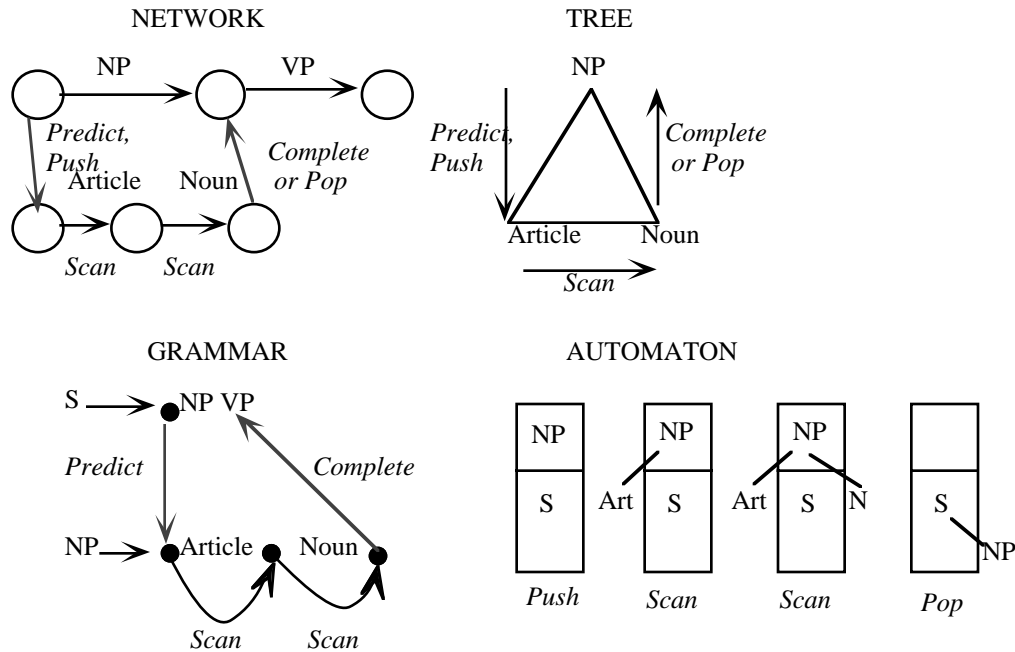 NETWORK
NP
VP
Predict,
Push
Complete
or Pop
Article
Noun
Scan
Scan
TREE
NP
Predict,
Push
Complete
or Pop
Article
Noun
Scan
GRAMMAR
S
NP VP
Predict
Complete
NP
Article
Noun
Scan
Scan
AUTOMATON
NP
NP
NP
Art
S
S
Art
S
N
S
NP
Push
Scan
Scan
Pop